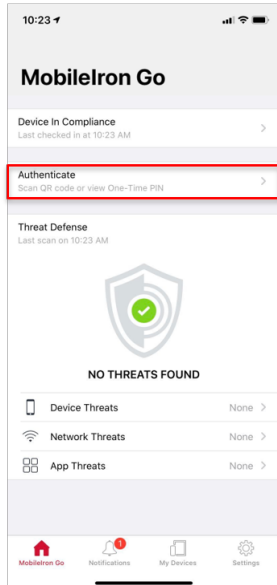 10:23
MobileIron Go
Device In Compliance
Last checked in at 10:23 AM
Authenticate
Scan QR code or view One-Time PIN
Threat Defense
Last scan on 10:23 AM
NO THREATS FOUND
Device Threats None
Network Threats None
App Threats None
1
MobileIron Go Notifications My Devices Settings